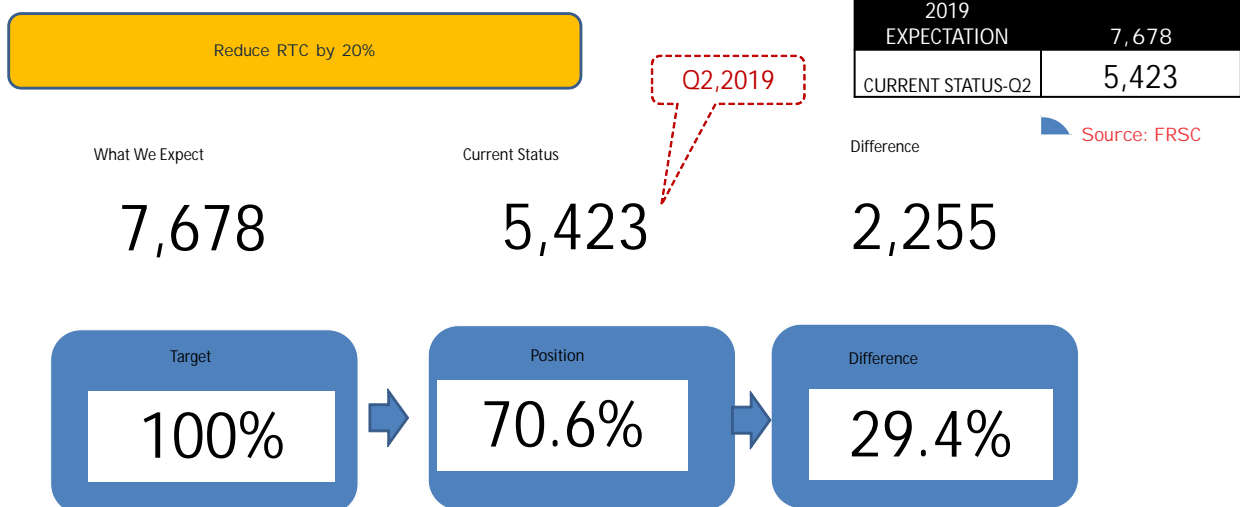 Reduce RTC by 20%
Q2,2019
2019
EXPECTATION 7,678
CURRENT STATUS-Q2 5,423
Source: FRSC
What We Expect
7,678
Current Status
5,423
Difference
2,255
Target
100%
Position
70.6%
Difference
29.4%